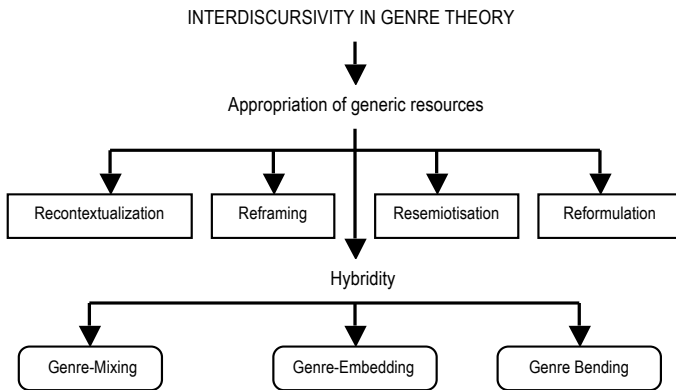 INTERDISCURSIVITY IN GENRE THEORY
Appropriation of generic resources
Recontextualization
Reframing
Resemiotisation
Reformulation
Hybridity
Genre-Mixing
Genre-Embedding
Genre Bending